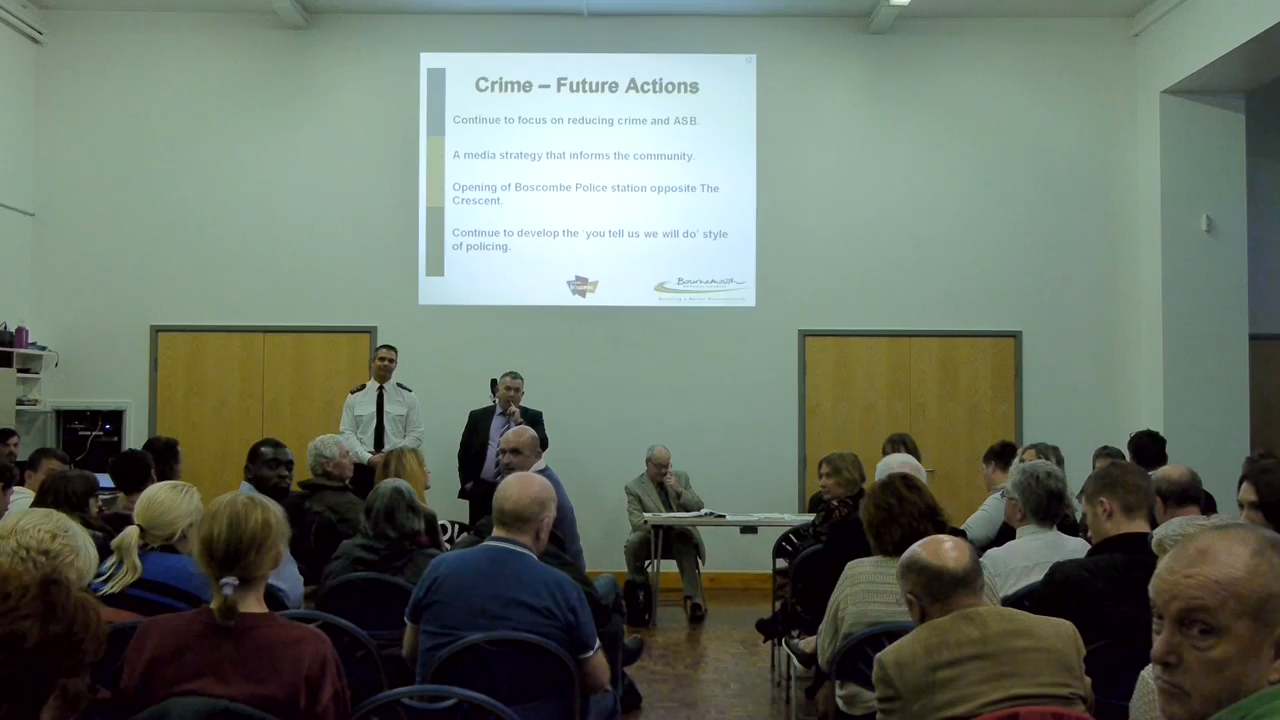 Crime – Future Actions
Continue to focus on reducing crime and ASB.
A media strategy that informs the community.
Opening of Boscombe Police station opposite The
Crescent.
Continue to develop the 'you tell us we will do' style
of policing.
Bournemouth